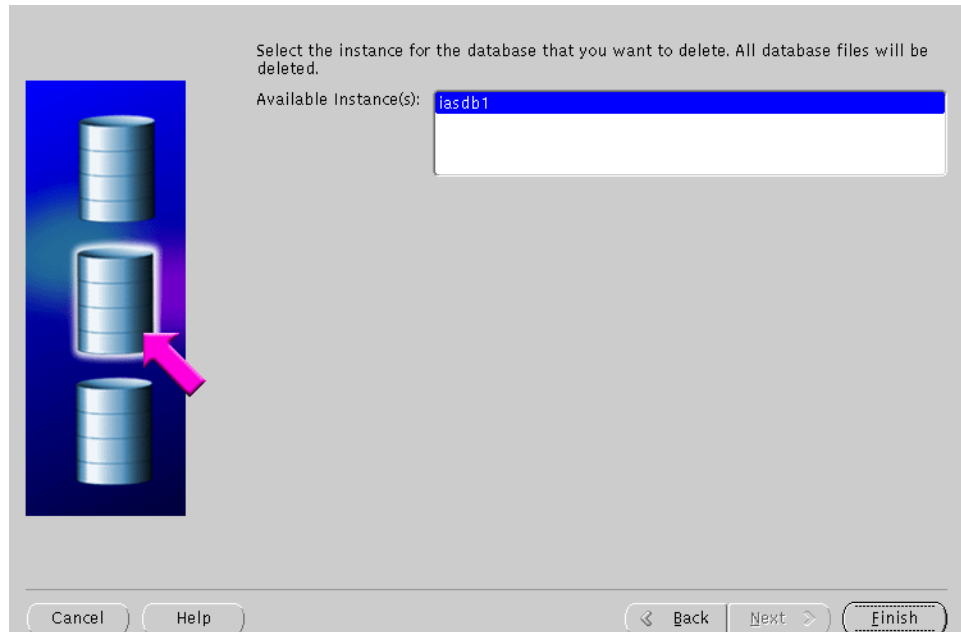 Select the instance for the database that you want to delete. All database files will be
deleted.
Available Instance(s):
iasdb1
Cancel
Help
Back
Next
Finish